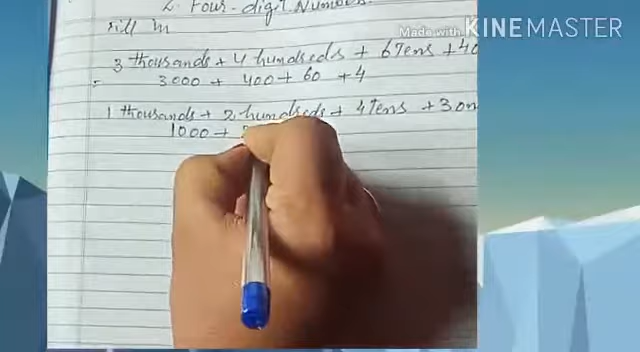 2. Four-digit Number.
Fill in
3 thousands + 4 hundreds + 6 Tens + 4 O
= 3000 + 400 + 60 + 4
1 thousands + 2 hundreds + 4 Tens + 3 on
1000 +
Made with KINEMASTER